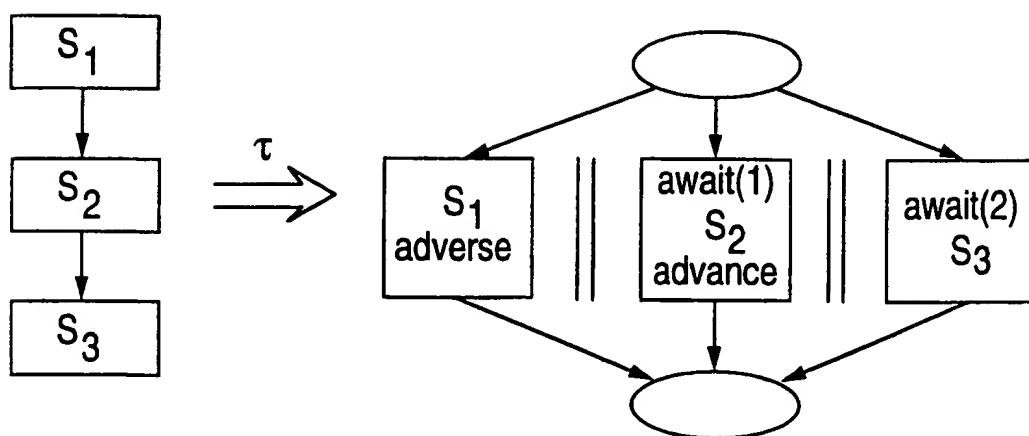 S1
S2
S3
τ
S1
adverse
await(1)
S2
advance
await(2)
S3